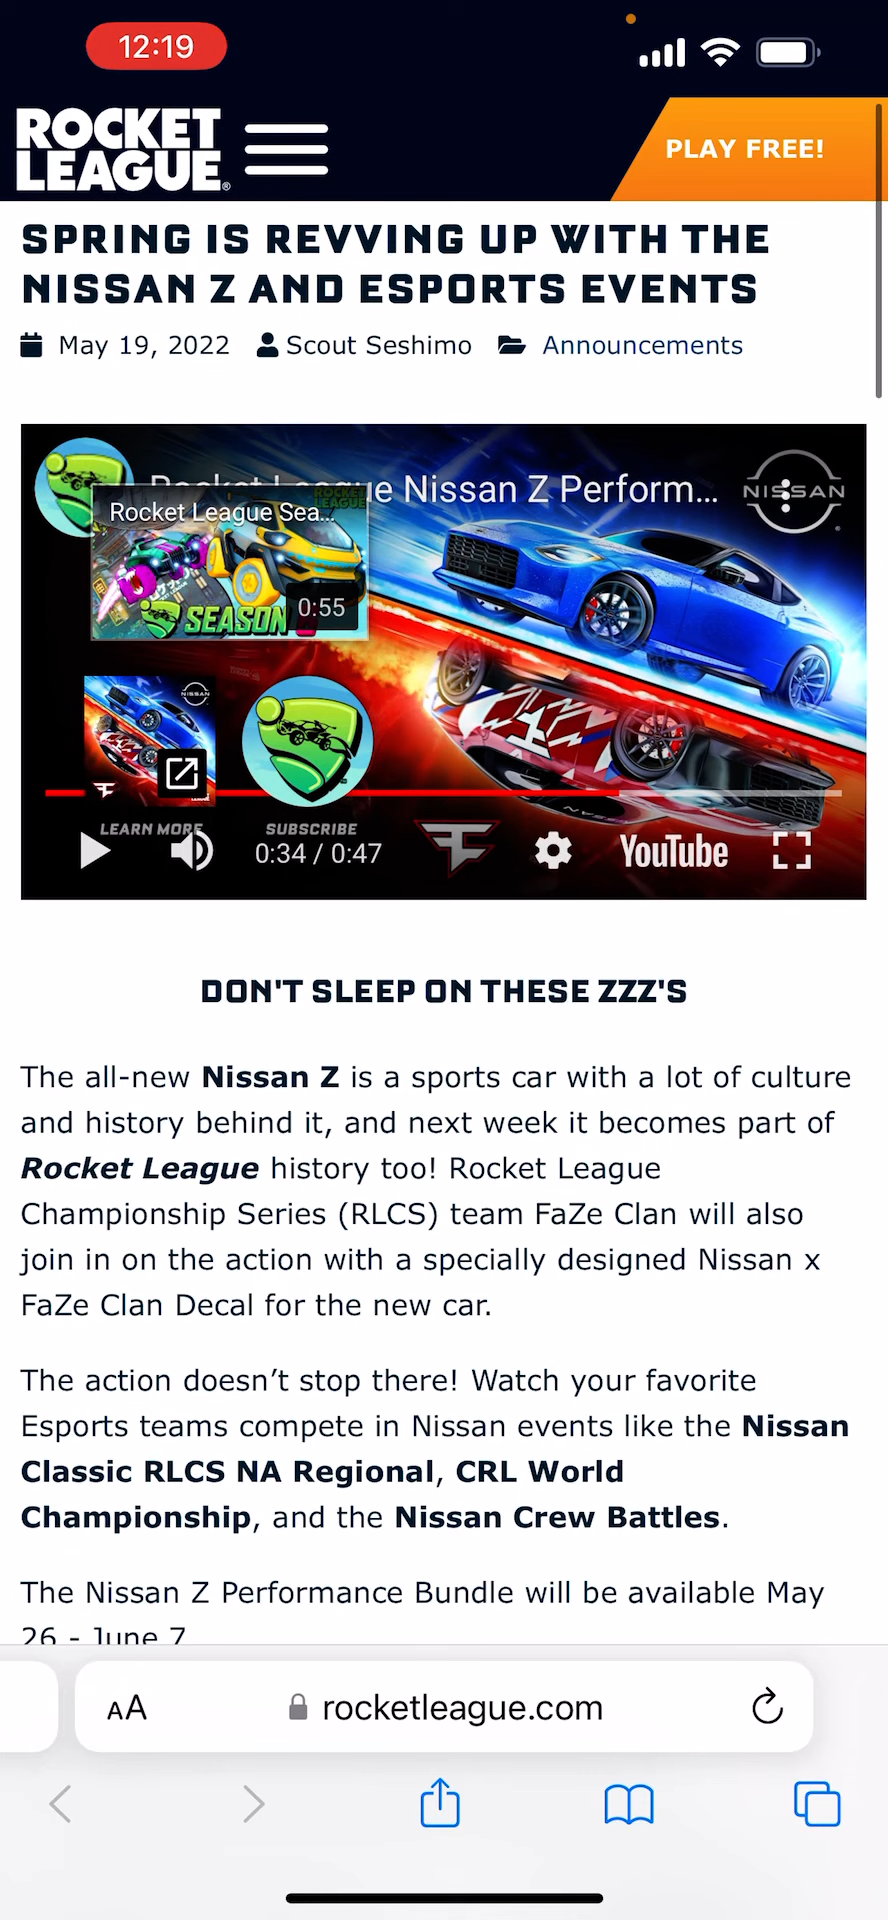 12:19
ROCKET
LEAGUE®
PLAY FREE!
SPRING IS REVVING UP WITH THE
NISSAN Z AND ESPORTS EVENTS
May 19, 2022 Scout Seshimo Announcements
Rocket League Nissan Z Perform...
NISSAN
Rocket League Sea...
ROCKET
LEAGUE
SEASON
0:55
NISSAN
LEARN MORE
SUBSCRIBE
0:34 / 0:47
YouTube
DON'T SLEEP ON THESE ZZZ'S
The all-new Nissan Z is a sports car with a lot of culture
and history behind it, and next week it becomes part of
Rocket League history too! Rocket League
Championship Series (RLCS) team FaZe Clan will also
join in on the action with a specially designed Nissan x
FaZe Clan Decal for the new car.
The action doesn’t stop there! Watch your favorite
Esports teams compete in Nissan events like the Nissan
Classic RLCS NA Regional, CRL World
Championship, and the Nissan Crew Battles.
The Nissan Z Performance Bundle will be available May
26 - June 7
AA
rocketleague.com